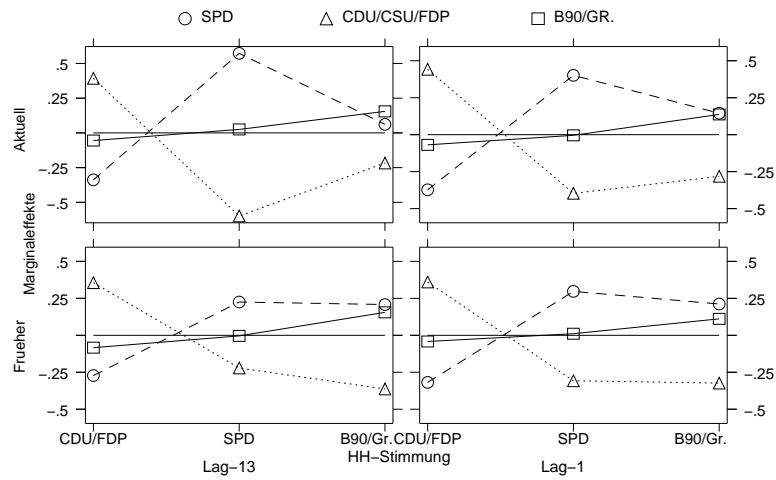 SPD CDU/CSU/FDP B90/GR.
Aktuell
.5 .5
.25 .25
−.25 −.25
−.5 −.5
Marginaleffekte
Frueher
.5 .5
.25 .25
−.25 −.25
−.5 −.5
CDU/FDP SPD B90/Gr. CDU/FDP SPD B90/Gr.
HH−Stimmung
Lag−13 Lag−1